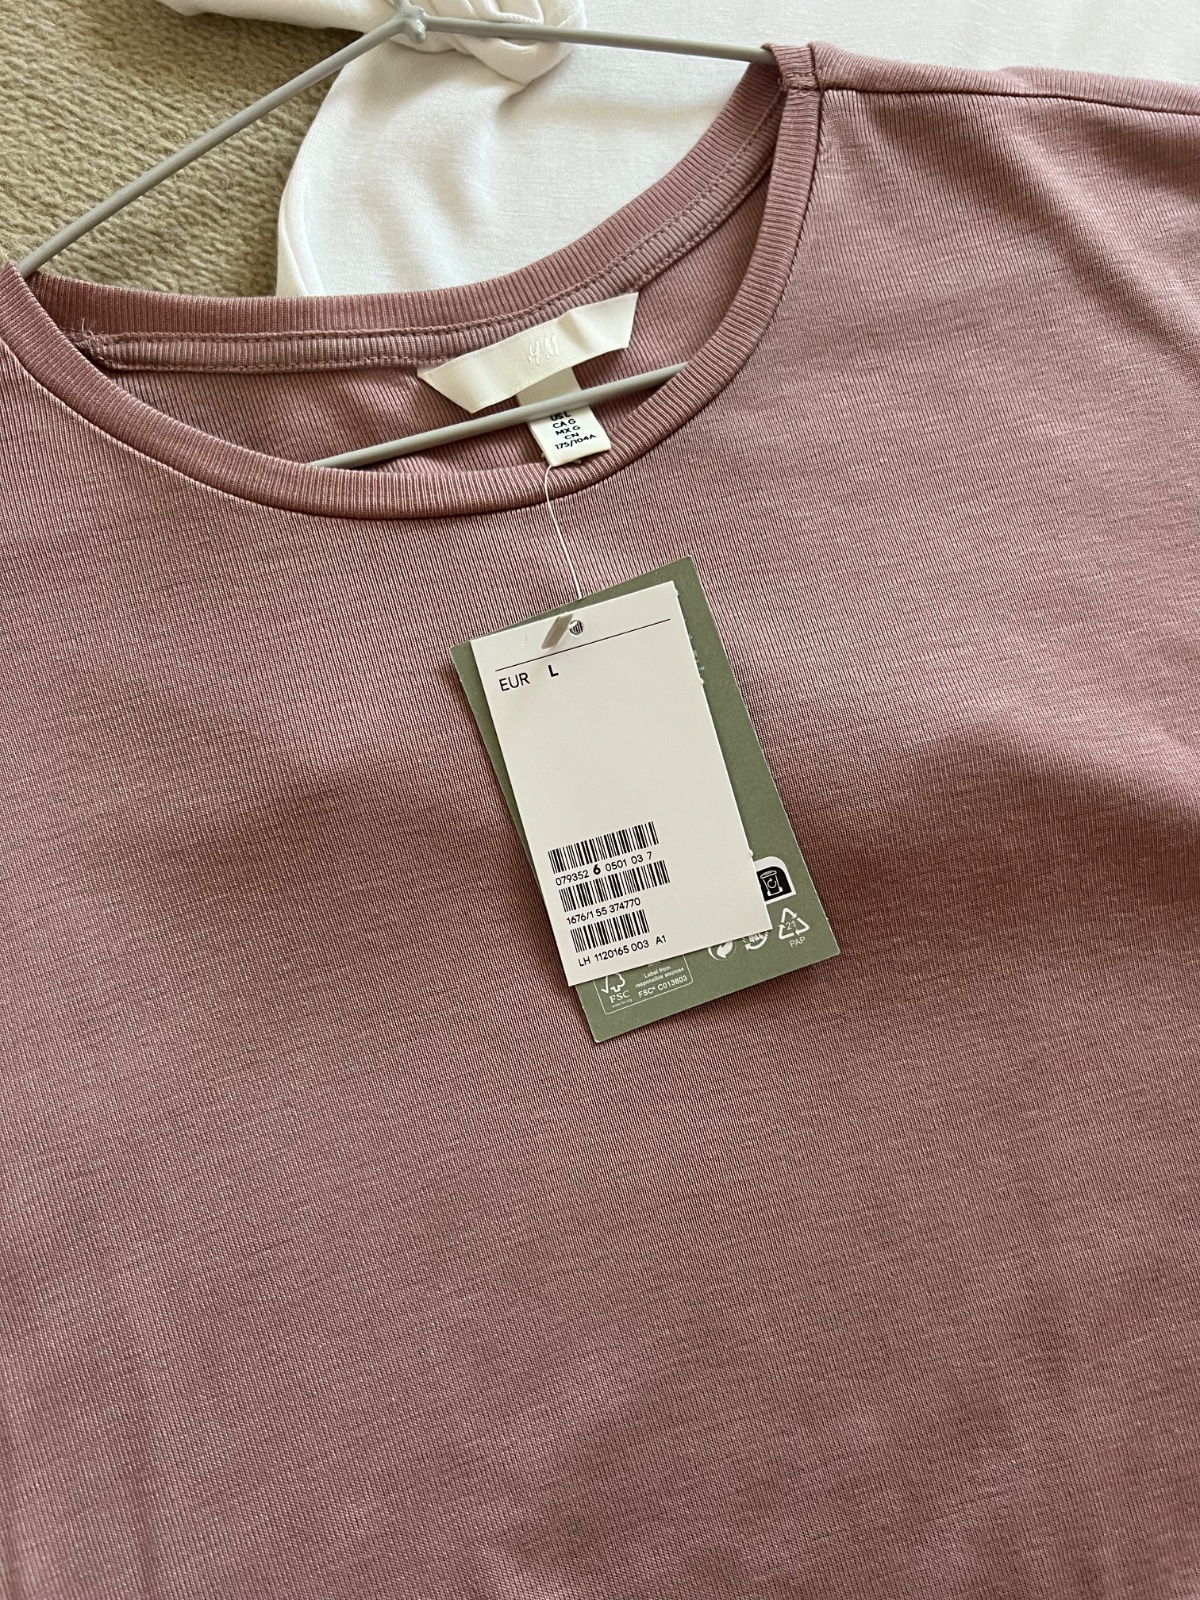 H&M
US L
CA G
MX G
CN
175/104A
EUR L
079352 6 0501 03 7
1676/1 55 374770
LH 1120165 003 A1
21
PAP
FSC
Label from
responsible sources
FSC® C013603